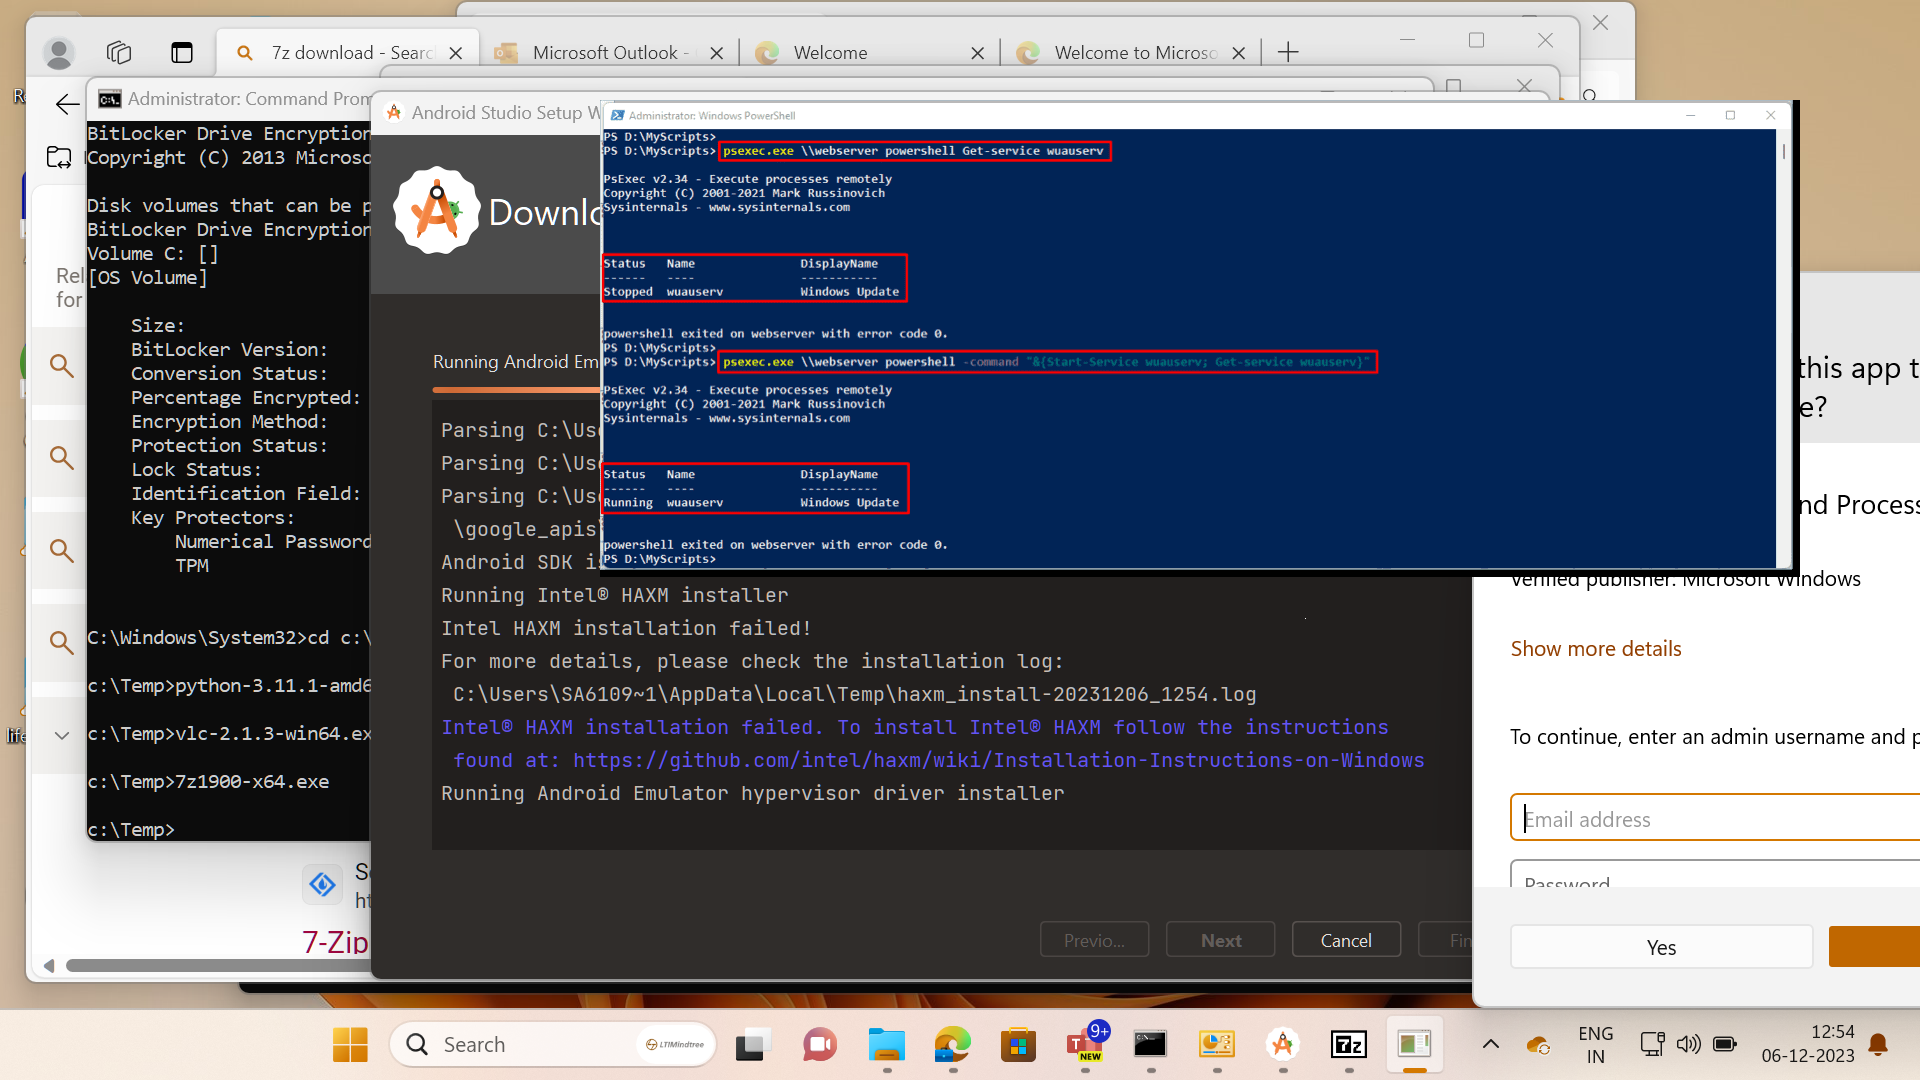 7z download - Searc
Microsoft Outlook -
Welcome
Welcome to Microso
Administrator: Command Prom
BitLocker Drive Encryption
Copyright (C) 2013 Microso
Disk volumes that can be p
BitLocker Drive Encryption
Volume C: []
[OS Volume]
Size:
BitLocker Version:
Conversion Status:
Percentage Encrypted:
Encryption Method:
Protection Status:
Lock Status:
Identification Field:
Key Protectors:
Numerical Password
TPM
C:\Windows\System32>cd c:\
c:\Temp>python-3.11.1-amd6
c:\Temp>vlc-2.1.3-win64.ex
c:\Temp>7z1900-x64.exe
c:\Temp>
Rel
for
life
7-Zip
Android Studio Setup W
Downlo
Running Android Em
Parsing C:\Use
Parsing C:\Use
Parsing C:\Use
\google_apis\
Android SDK is
Running Intel® HAXM installer
Intel HAXM installation failed!
For more details, please check the installation log:
C:\Users\SA6109~1\AppData\Local\Temp\haxm_install-20231206_1254.log
Intel® HAXM installation failed. To install Intel® HAXM follow the instructions
found at: https://github.com/intel/haxm/wiki/Installation-Instructions-on-Windows
Running Android Emulator hypervisor driver installer
Previo...
Next
Cancel
Fin
Administrator: Windows PowerShell
PS D:\MyScripts>
PS D:\MyScripts> psexec.exe \\webserver powershell Get-service wuauserv
PsExec v2.34 - Execute processes remotely
Copyright (C) 2001-2021 Mark Russinovich
Sysinternals - www.sysinternals.com
Status Name DisplayName
------ ---- -----------
Stopped wuauserv Windows Update
powershell exited on webserver with error code 0.
PS D:\MyScripts>
PS D:\MyScripts> psexec.exe \\webserver powershell -command "&{Start-Service wuauserv; Get-service wuauserv}"
PsExec v2.34 - Execute processes remotely
Copyright (C) 2001-2021 Mark Russinovich
Sysinternals - www.sysinternals.com
Status Name DisplayName
------ ---- -----------
Running wuauserv Windows Update
powershell exited on webserver with error code 0.
PS D:\MyScripts>
this app t
e?
nd Process
Verified publisher: Microsoft Windows
Show more details
To continue, enter an admin username and p
Email address
Password
Yes
Search
LTIMindtree
9+
NEW
7z
ENG
IN
12:54
06-12-2023